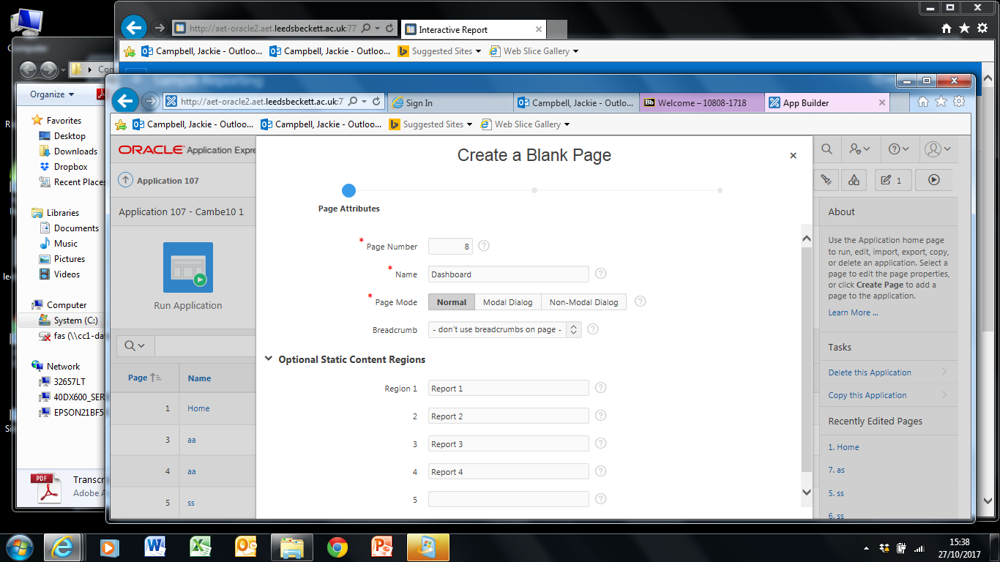 http://aet-oracle2.aet.leedsbeckett.ac.uk:77
Interactive Report
Campbell, Jackie - Outloo...
Campbell, Jackie - Outloo...
Suggested Sites
Web Slice Gallery
Computer
Sample Reporting
Organize
Favorites
Desktop
Downloads
Dropbox
Recent Places
Libraries
Documents
Music
Pictures
Videos
Computer
System (C:)
fas (\\cc1-da
Network
32657LT
40DX600_SER
EPSON21BF5
Transcr
Adobe A
http://aet-oracle2.aet.leedsbeckett.ac.uk:7
Sign In
Campbell, Jackie - Outloo...
Bb
Welcome – 10808-1718
App Builder
Campbell, Jackie - Outloo...
Campbell, Jackie - Outloo...
Suggested Sites
Web Slice Gallery
ORACLE Application Expre
Application 107
Application 107 - Cambe10 1
Run Application
Page
Name
1 Home
3 aa
4 aa
5 ss
Create a Blank Page
Page Attributes
* Page Number 8
* Name Dashboard
* Page Mode Normal Modal Dialog Non-Modal Dialog
Breadcrumb - don't use breadcrumbs on page -
Optional Static Content Regions
Region 1 Report 1
2 Report 2
3 Report 3
4 Report 4
5
1
About
Use the Application home page
to run, edit, import, export, copy,
or delete an application. Select a
page to edit the page properties,
or click Create Page to add a
page to the application.
Learn More ...
Tasks
Delete this Application
Copy this Application
Recently Edited Pages
1. Home
7. as
5. ss
6. ss
PDF
15:38
27/10/2017